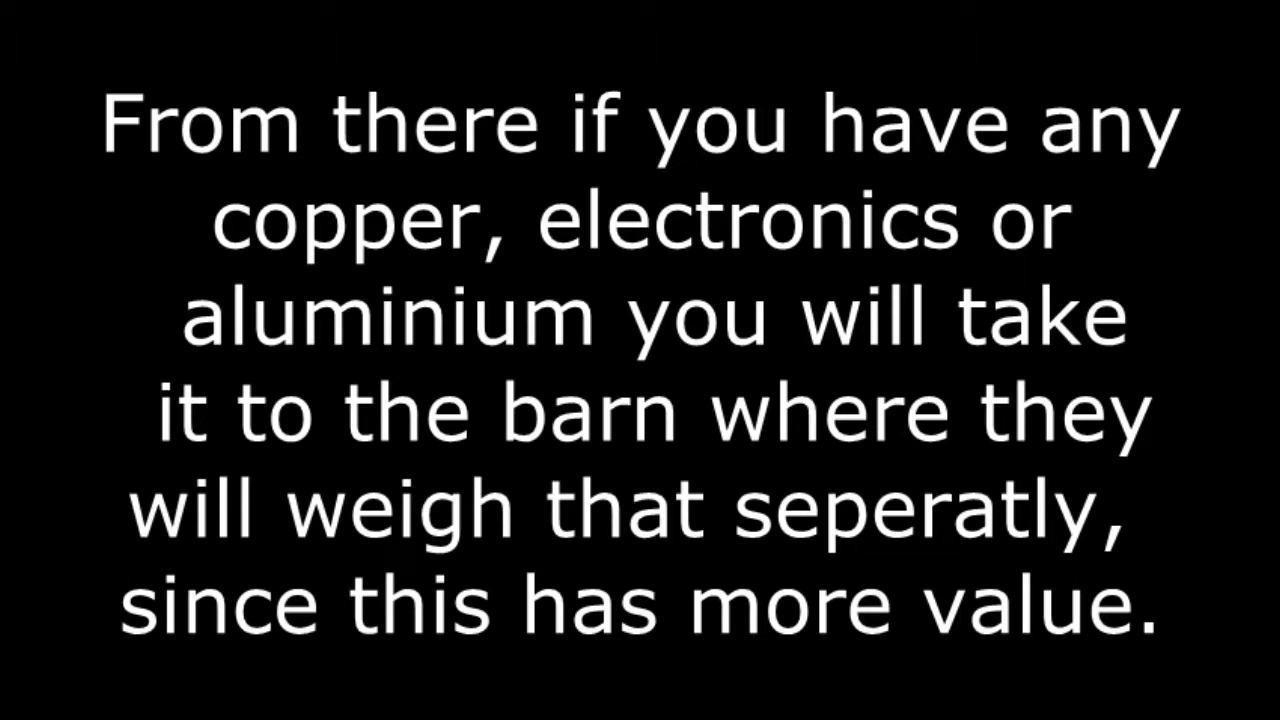 From there if you have any
copper, electronics or
aluminium you will take
it to the barn where they
will weigh that seperatly,
since this has more value.